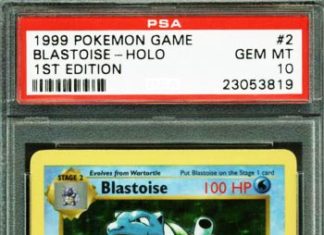 PSA
1999 POKEMON GAME #2
BLASTOISE - HOLO GEM MT
1ST EDITION 10
23053819
Evolves from Wartortle Put Blastoise on the Stage 1 card
STAGE 2
Blastoise 100 HP